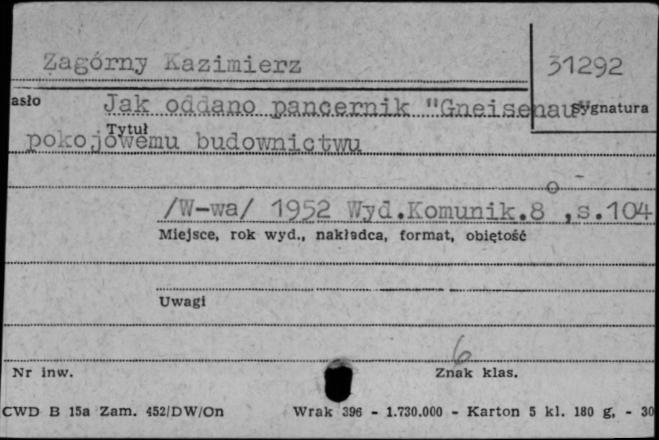 Zagórny Kazimierz
31292
asło
Jak oddano pancernik "Gneisenau"
Sygnatura
Tytuł
pokojowemu budownictwu
/W-wa/ 1952 Wyd.Komunik.8o,s.104
Miejsce, rok wyd., nakładca, format, objętość
Uwagi
6
Nr inw.
Znak klas.
CWD B 15a Zam. 452/DW/On
Wrak 396 - 1.730.000 - Karton 5 kl. 180 g, - 30